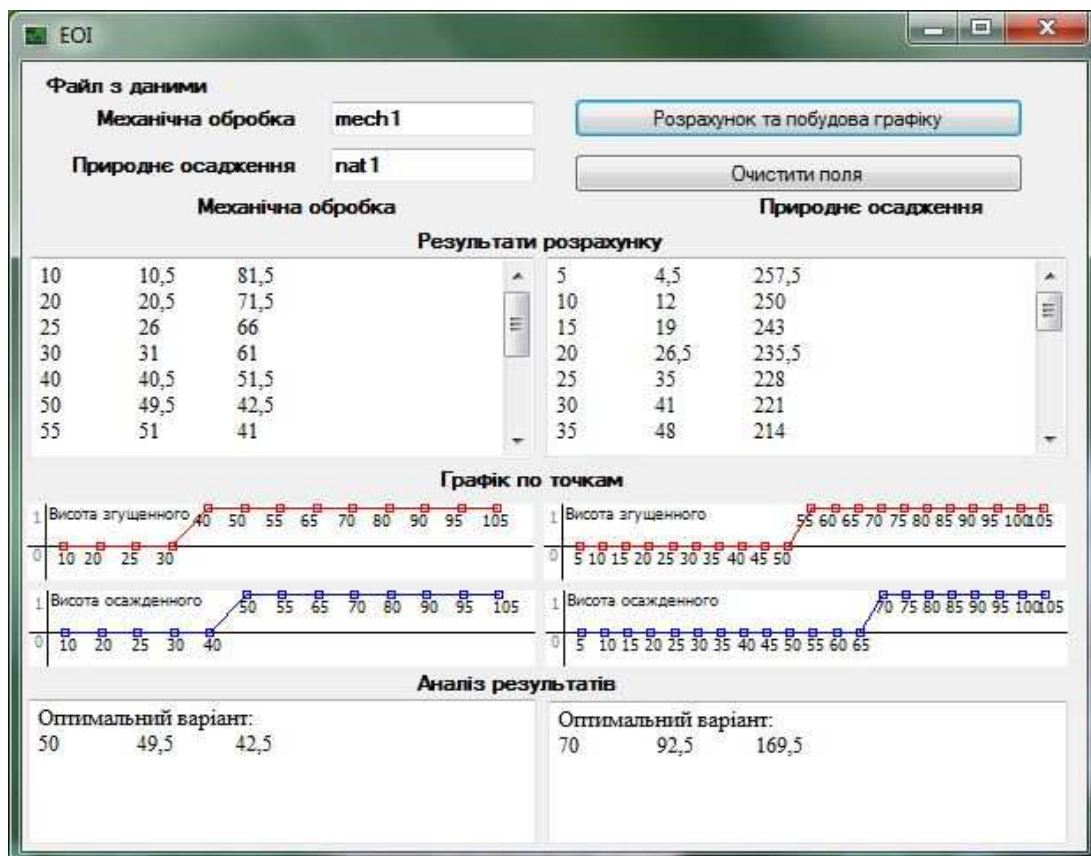 EOI
Файл з даними
Механічна обробка mech1 Розрахунок та побудова графіку
Природнє осадження nat1 Очистити поля
Механічна обробка Природнє осадження
Результати розрахунку
10 10,5 81,5 5 4,5 257,5
20 20,5 71,5 10 12 250
25 26 66 15 19 243
30 31 61 20 26,5 235,5
40 40,5 51,5 25 35 228
50 49,5 42,5 30 41 221
55 51 41 35 48 214
Графік по точкам
1 Висота згущенного 40 50 55 65 70 80 90 95 105 1 Висота згущенного 55 60 65 70 75 80 85 90 95 100 105
0 10 20 25 30 0 5 10 15 20 25 30 35 40 45 50
1 Висота осажденного 50 55 65 70 80 90 95 105 1 Висота осажденного 70 75 80 85 90 95 100 105
0 10 20 25 30 40 0 5 10 15 20 25 30 35 40 45 50 55 60 65
Аналіз результатів
Оптимальний варіант: Оптимальний варіант:
50 49,5 42,5 70 92,5 169,5